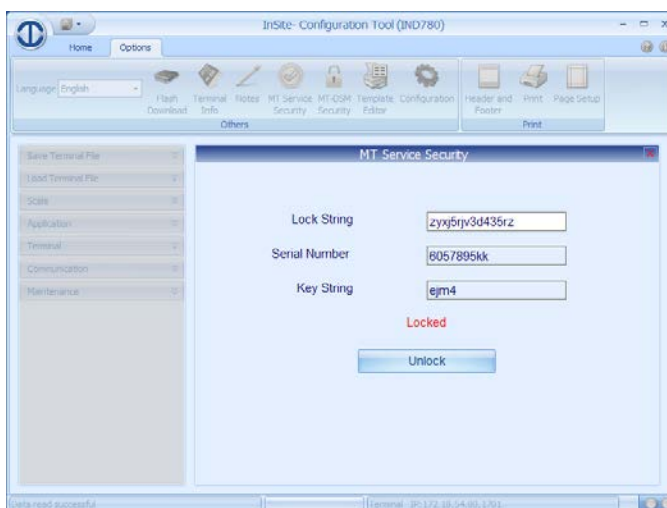 InSite- Configuration Tool (IND780)
Home Options
Language English
Flash Download
Terminal Info
Notes
MT Service Security
MT-DSM Security
Template Editor
Configuration
Header and Footer
Print
Page Setup
Others
Print
Save Terminal File
Load Terminal File
Scale
Application
Terminal
Communication
Maintenance
MT Service Security
Lock String zyxj5rjv3d435rz
Serial Number 6057895kk
Key String ejm4
Locked
Unlock
Data read successful
Terminal